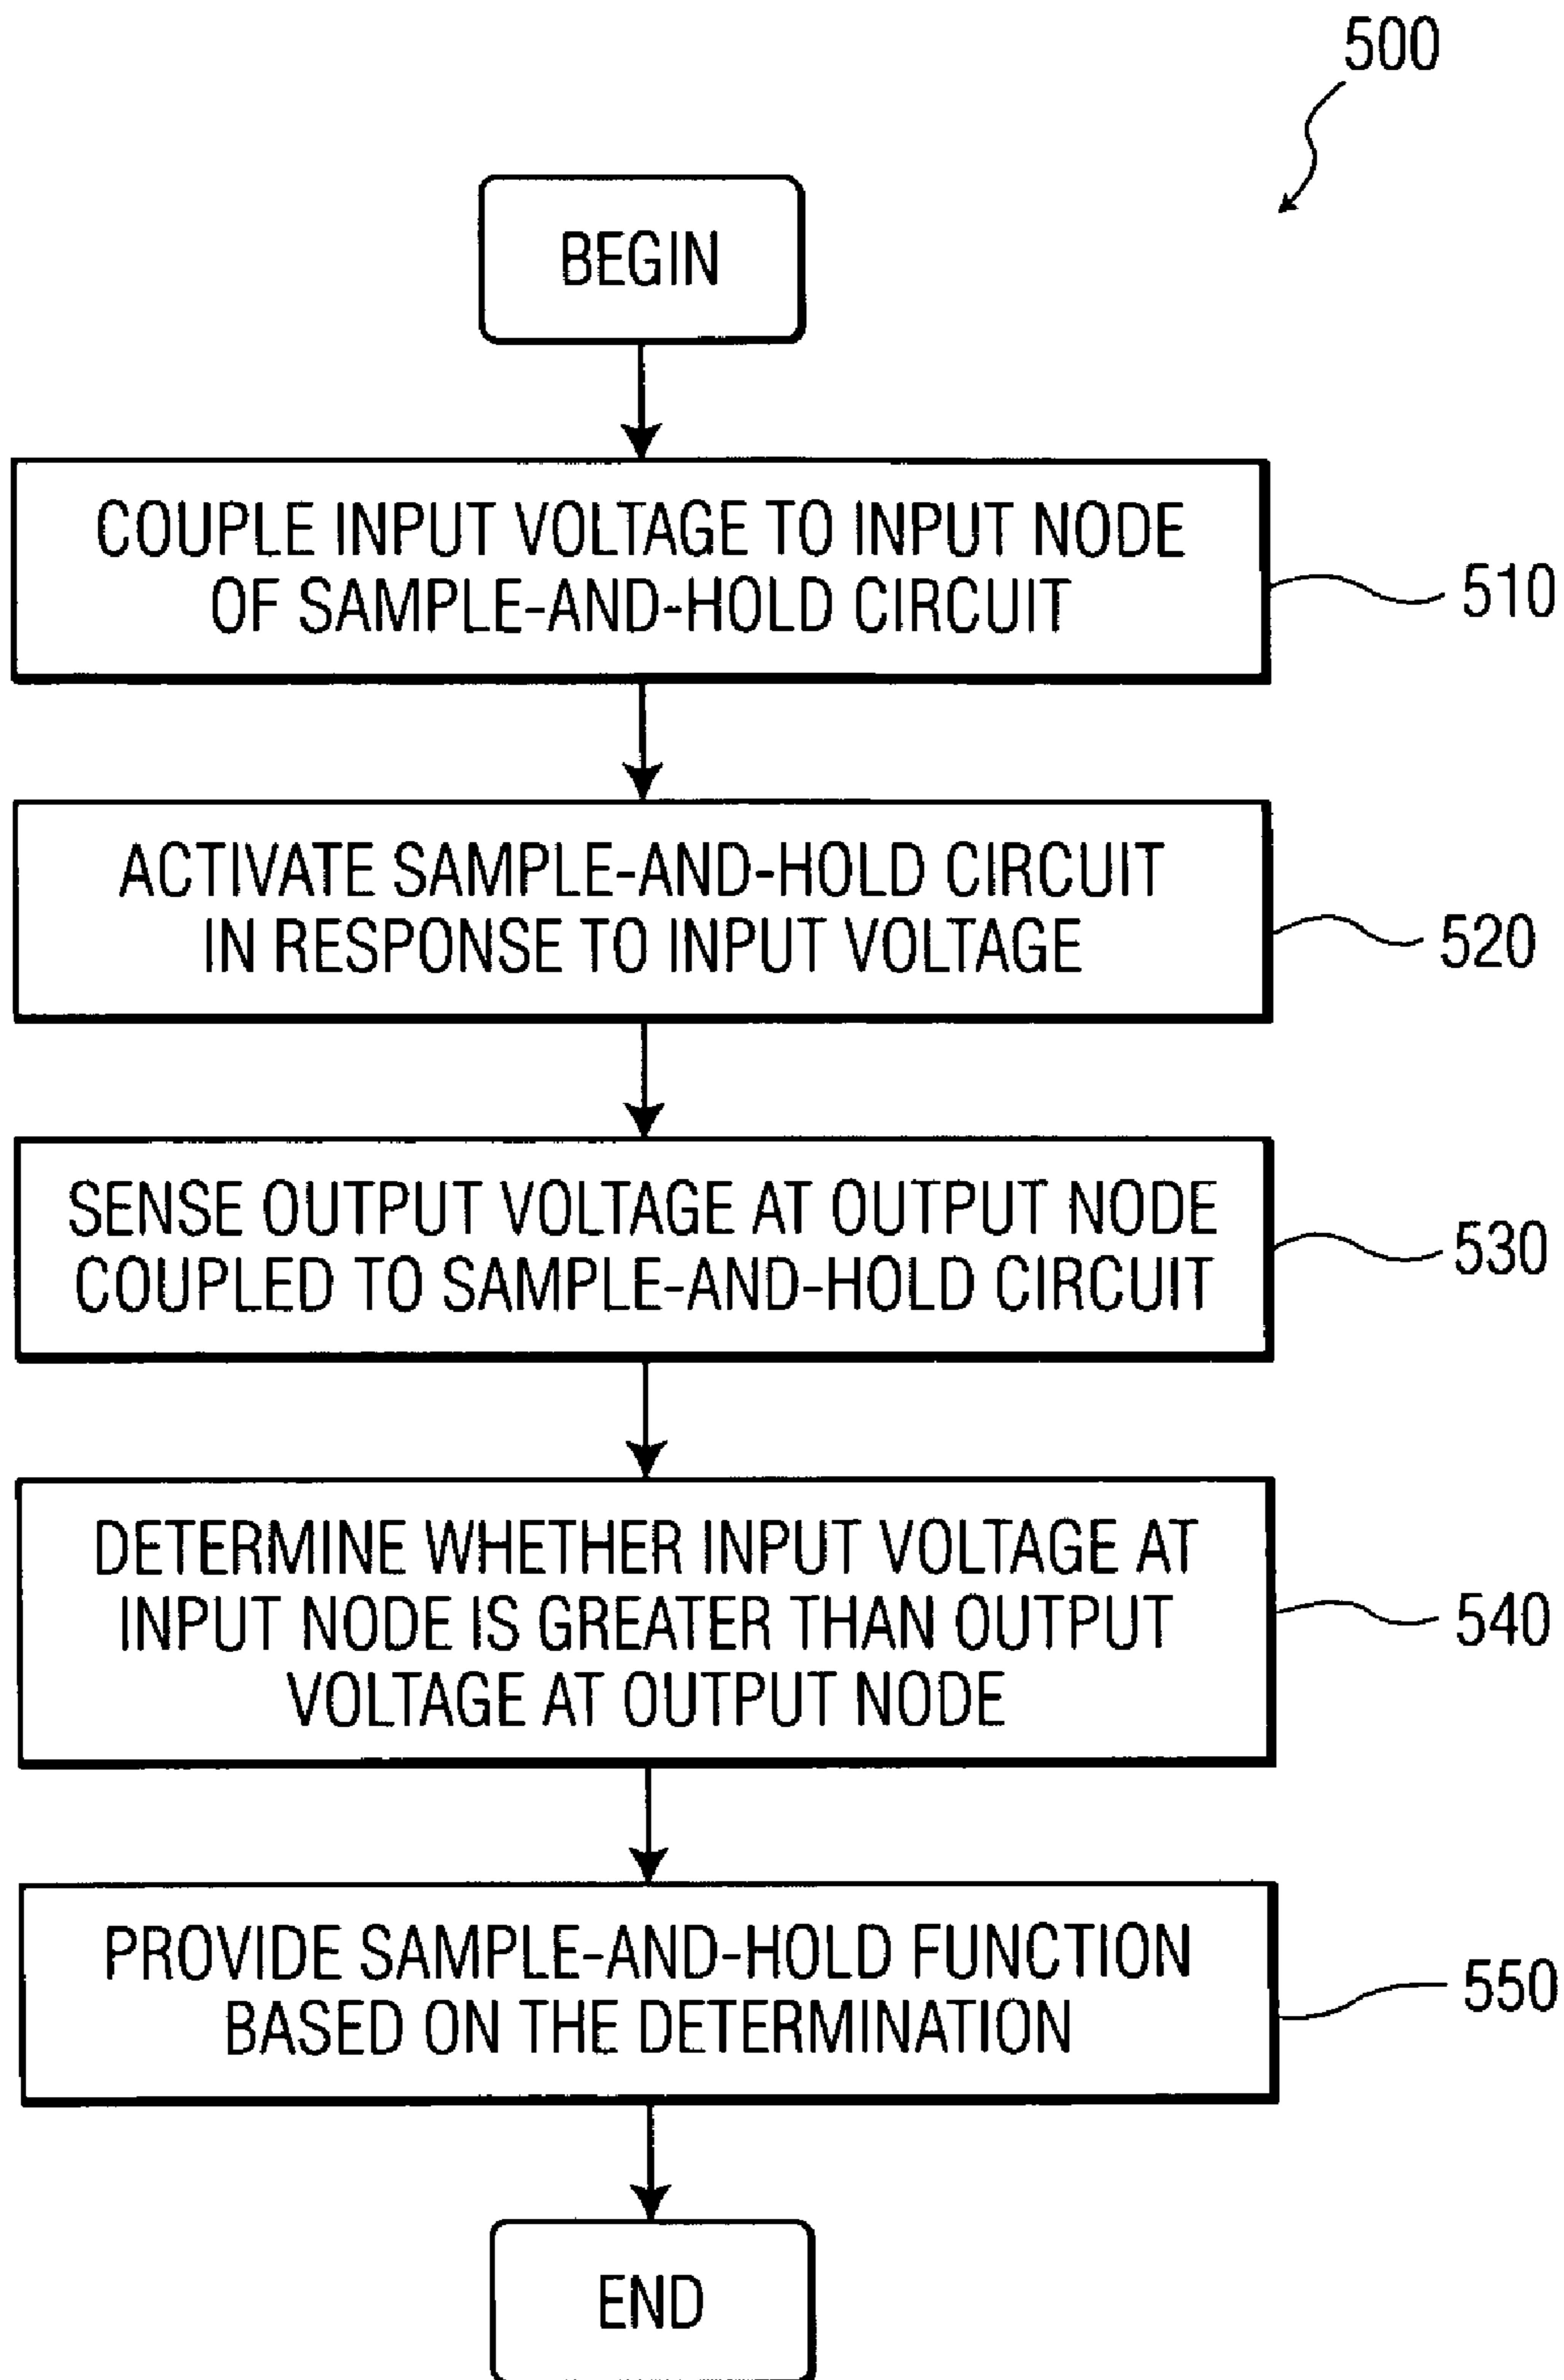 500
BEGIN
COUPLE INPUT VOLTAGE TO INPUT NODE
OF SAMPLE-AND-HOLD CIRCUIT
510
ACTIVATE SAMPLE-AND-HOLD CIRCUIT
IN RESPONSE TO INPUT VOLTAGE
520
SENSE OUTPUT VOLTAGE AT OUTPUT NODE
COUPLED TO SAMPLE-AND-HOLD CIRCUIT
530
DETERMINE WHETHER INPUT VOLTAGE AT
INPUT NODE IS GREATER THAN OUTPUT
VOLTAGE AT OUTPUT NODE
540
PROVIDE SAMPLE-AND-HOLD FUNCTION
BASED ON THE DETERMINATION
550
END